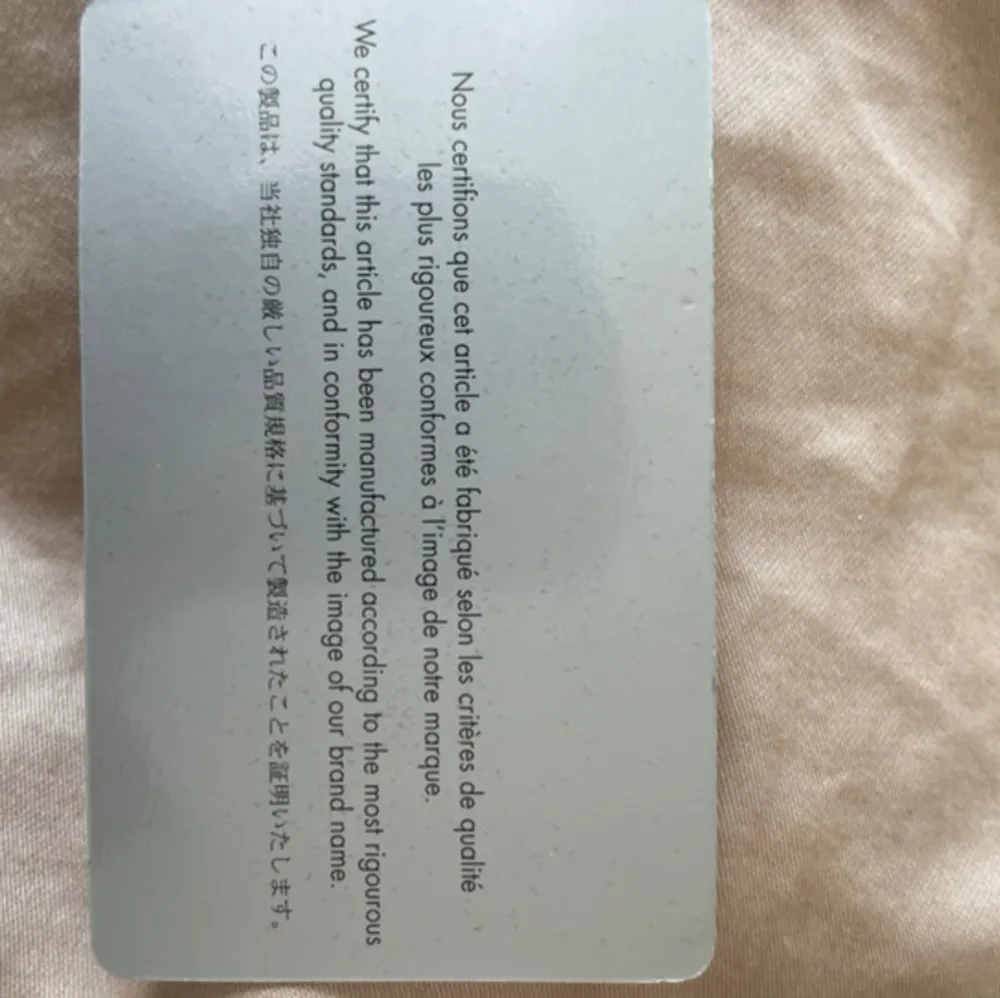 Nous certifions que cet article a été fabriqué selon les critères de qualité
les plus rigoureux conformes à l'image de notre marque.
We certify that this article has been manufactured according to the most rigourous
quality standards, and in conformity with the image of our brand name.
この製品は、当社独自の厳しい品質規格に基づいて製造されたことを証明いたします。